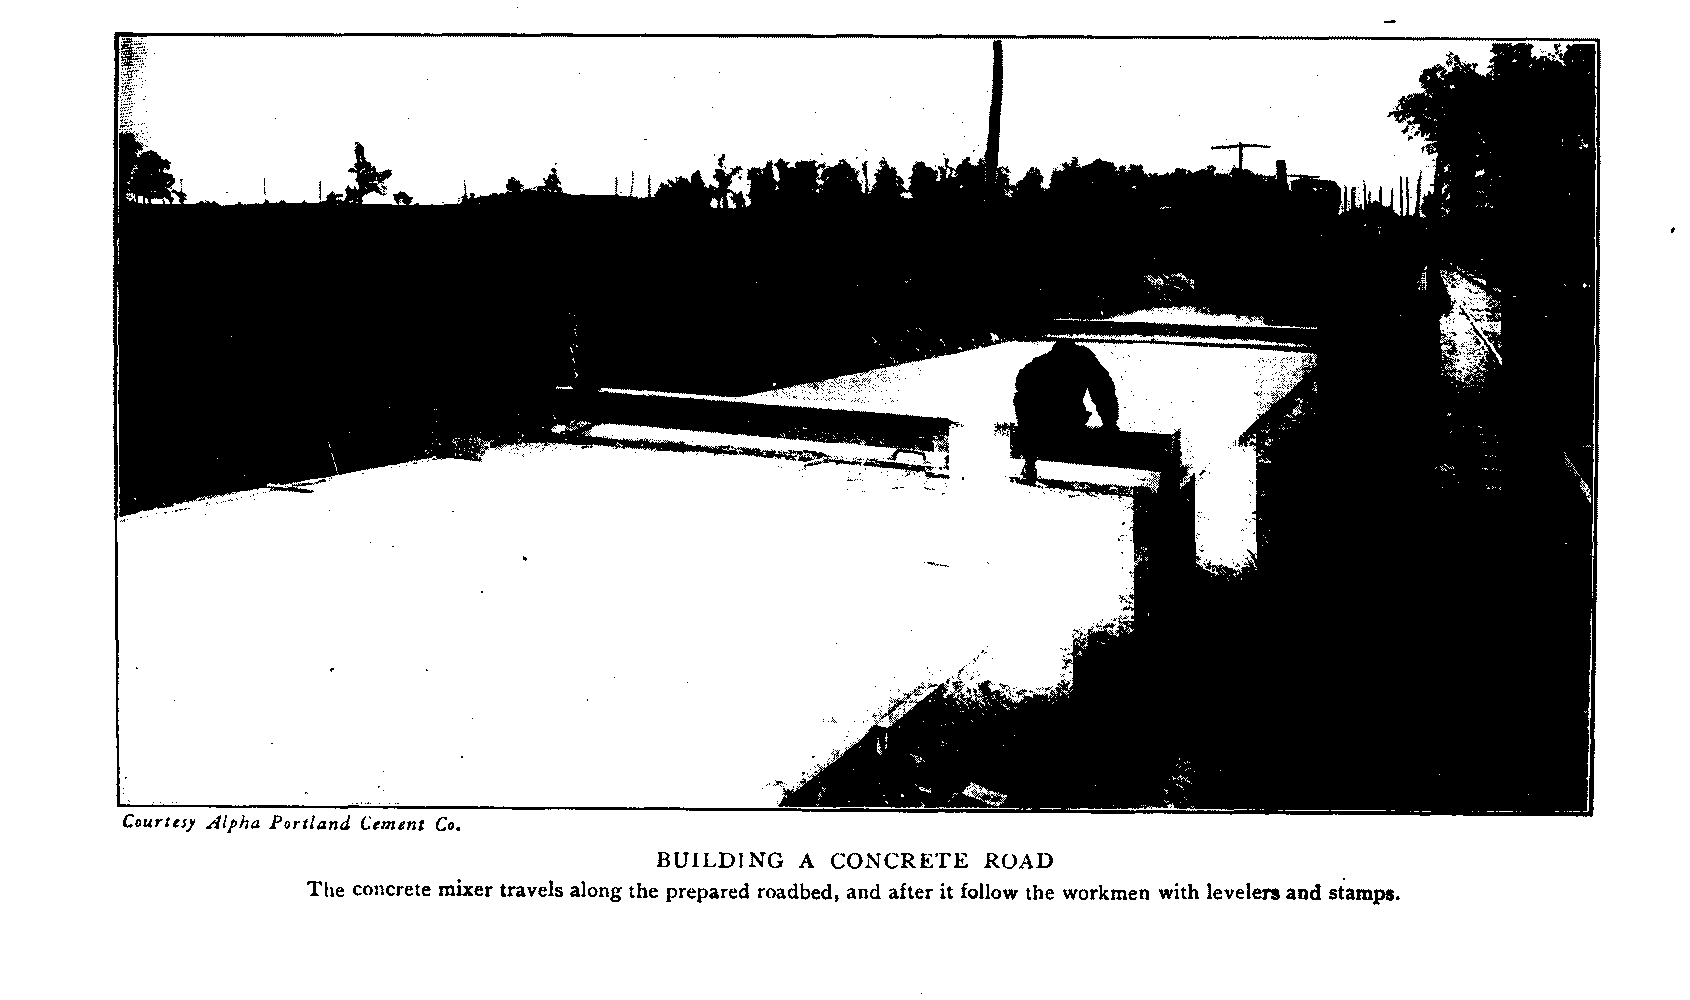 Courtesy Alpha Portland Cement Co.
BUILDING A CONCRETE ROAD
The concrete mixer travels along the prepared roadbed, and after it follow the workmen with levelers and stamps.